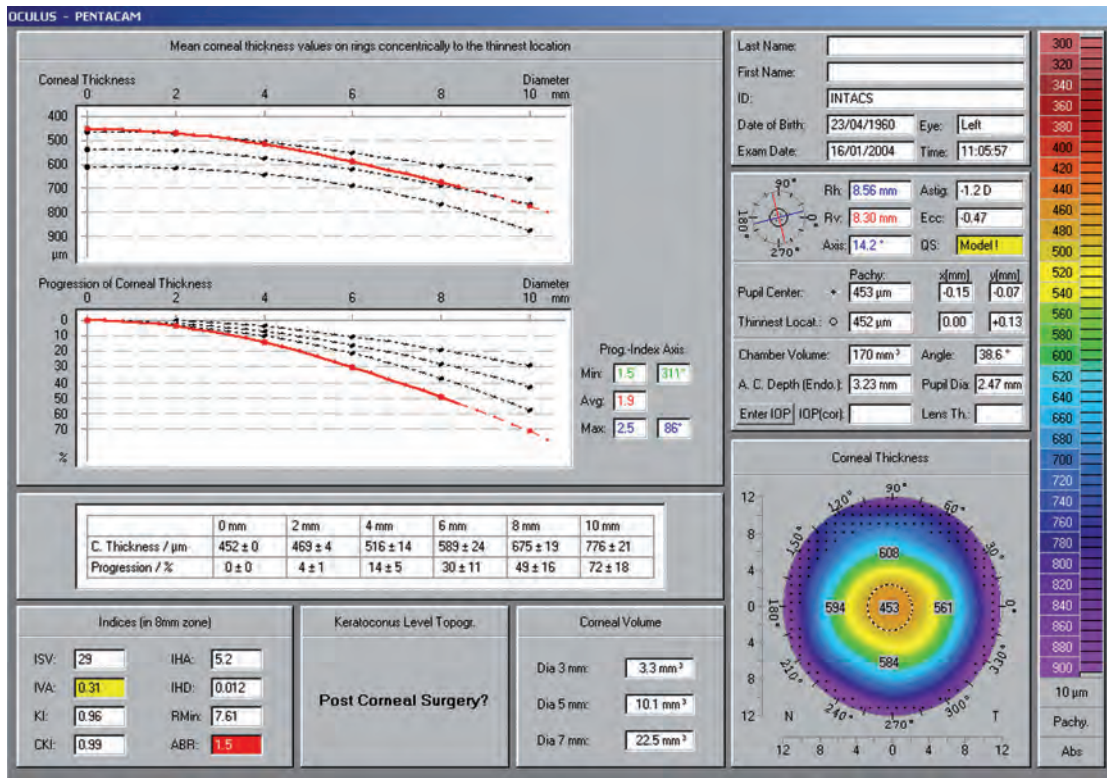 OCULUS - PENTACAM
Mean corneal thickness values on rings concentrically to the thinnest location
Corneal Thickness
Diameter
0 2 4 6 8 10 mm
400
500
600
700
800
900
µm
Progression of Corneal Thickness
Diameter
0 2 4 6 8 10 mm
0
10
20
30
40
50
60
70
%
Prog.-Index Axis:
Min: 1.5 311°
Avg: 1.9
Max: 2.5 86°
0 mm 2 mm 4 mm 6 mm 8 mm 10 mm
C. Thickness / µm 452 ± 0 469 ± 4 516 ± 14 589 ± 24 675 ± 19 776 ± 21
Progression / % 0 ± 0 4 ± 1 14 ± 5 30 ± 11 49 ± 16 72 ± 18
Indices (in 8mm zone)
ISV: 29 IHA: 5.2
IVA: 0.31 IHD: 0.012
KI: 0.96 RMin: 7.61
CKI: 0.99 ABR: 1.5
Keratoconus Level Topogr.
Post Corneal Surgery?
Corneal Volume
Dia 3 mm: 3.3 mm³
Dia 5 mm: 10.1 mm³
Dia 7 mm: 22.5 mm³
Last Name:
First Name:
ID: INTACS
Date of Birth: 23/04/1960 Eye: Left
Exam Date: 16/01/2004 Time: 11:05:57
90°
180°
0°
270°
Rh: 8.56 mm Astig: -1.2 D
Rv: 8.30 mm Ecc: -0.47
Axis: 14.2 ° QS: Model !
Pachy: x[mm] y[mm]
Pupil Center: + 453 µm -0.15 -0.07
Thinnest Locat.: O 452 µm 0.00 +0.13
Chamber Volume: 170 mm³ Angle: 38.6 °
A. C. Depth (Endo.): 3.23 mm Pupil Dia: 2.47 mm
Enter IOP IOP(cor): Lens Th.:
Corneal Thickness
12
8
4
0
4
8
12
90°
120°
60°
150°
30°
180°
0°
210°
330°
240°
300°
270°
608
594 453 561
584
N T
12 8 4 0 4 8 12
300
320
340
360
380
400
420
440
460
480
500
520
540
560
580
600
620
640
660
680
700
720
740
760
780
800
820
840
860
880
900
10 µm
Pachy.
Abs